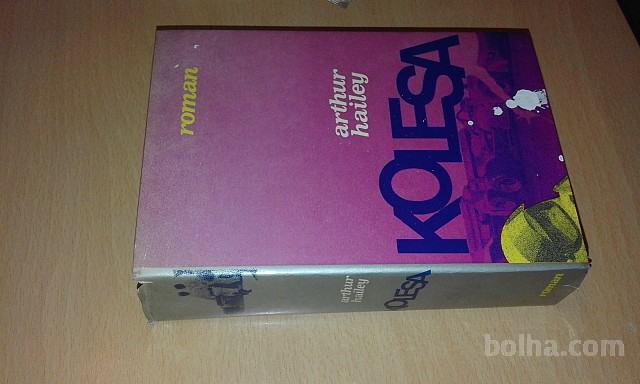 roman
arthur
hailey
KOLESA
arthur
hailey
KOLESA
roman
bolha.com